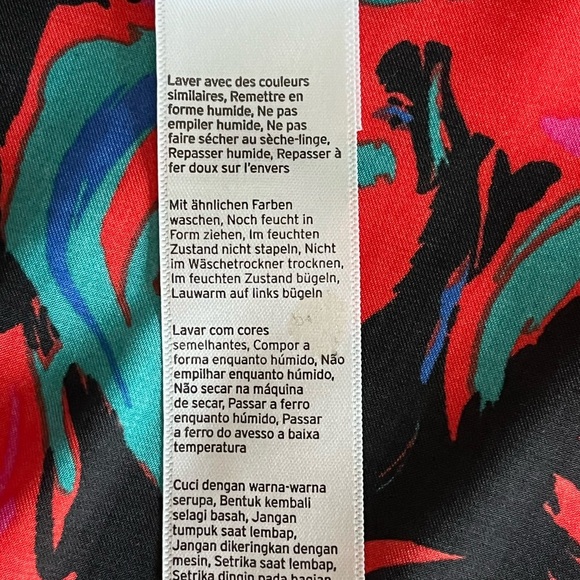 Laver avec des couleurs
similaires, Remettre en
forme humide, Ne pas
empiler humide, Ne pas
faire sécher au sèche-linge,
Repasser humide, Repasser à
fer doux sur l'envers
Mit ähnlichen Farben
waschen, Noch feucht in
Form ziehen, Im feuchten
Zustand nicht stapeln, Nicht
im Wäschetrockner trocknen,
Im feuchten Zustand bügeln,
Lauwarm auf links bügeln
Lavar com cores
semelhantes, Compor a
forma enquanto húmido, Não
empilhar enquanto húmido,
Não secar na máquina
de secar, Passar a ferro
enquanto húmido, Passar
a ferro do avesso a baixa
temperatura
Cuci dengan warna-warna
serupa, Bentuk kembali
selagi basah, Jangan
tumpuk saat lembap,
Jangan dikeringkan dengan
mesin, Setrika saat lembap,
Setrika dingin pada bagian